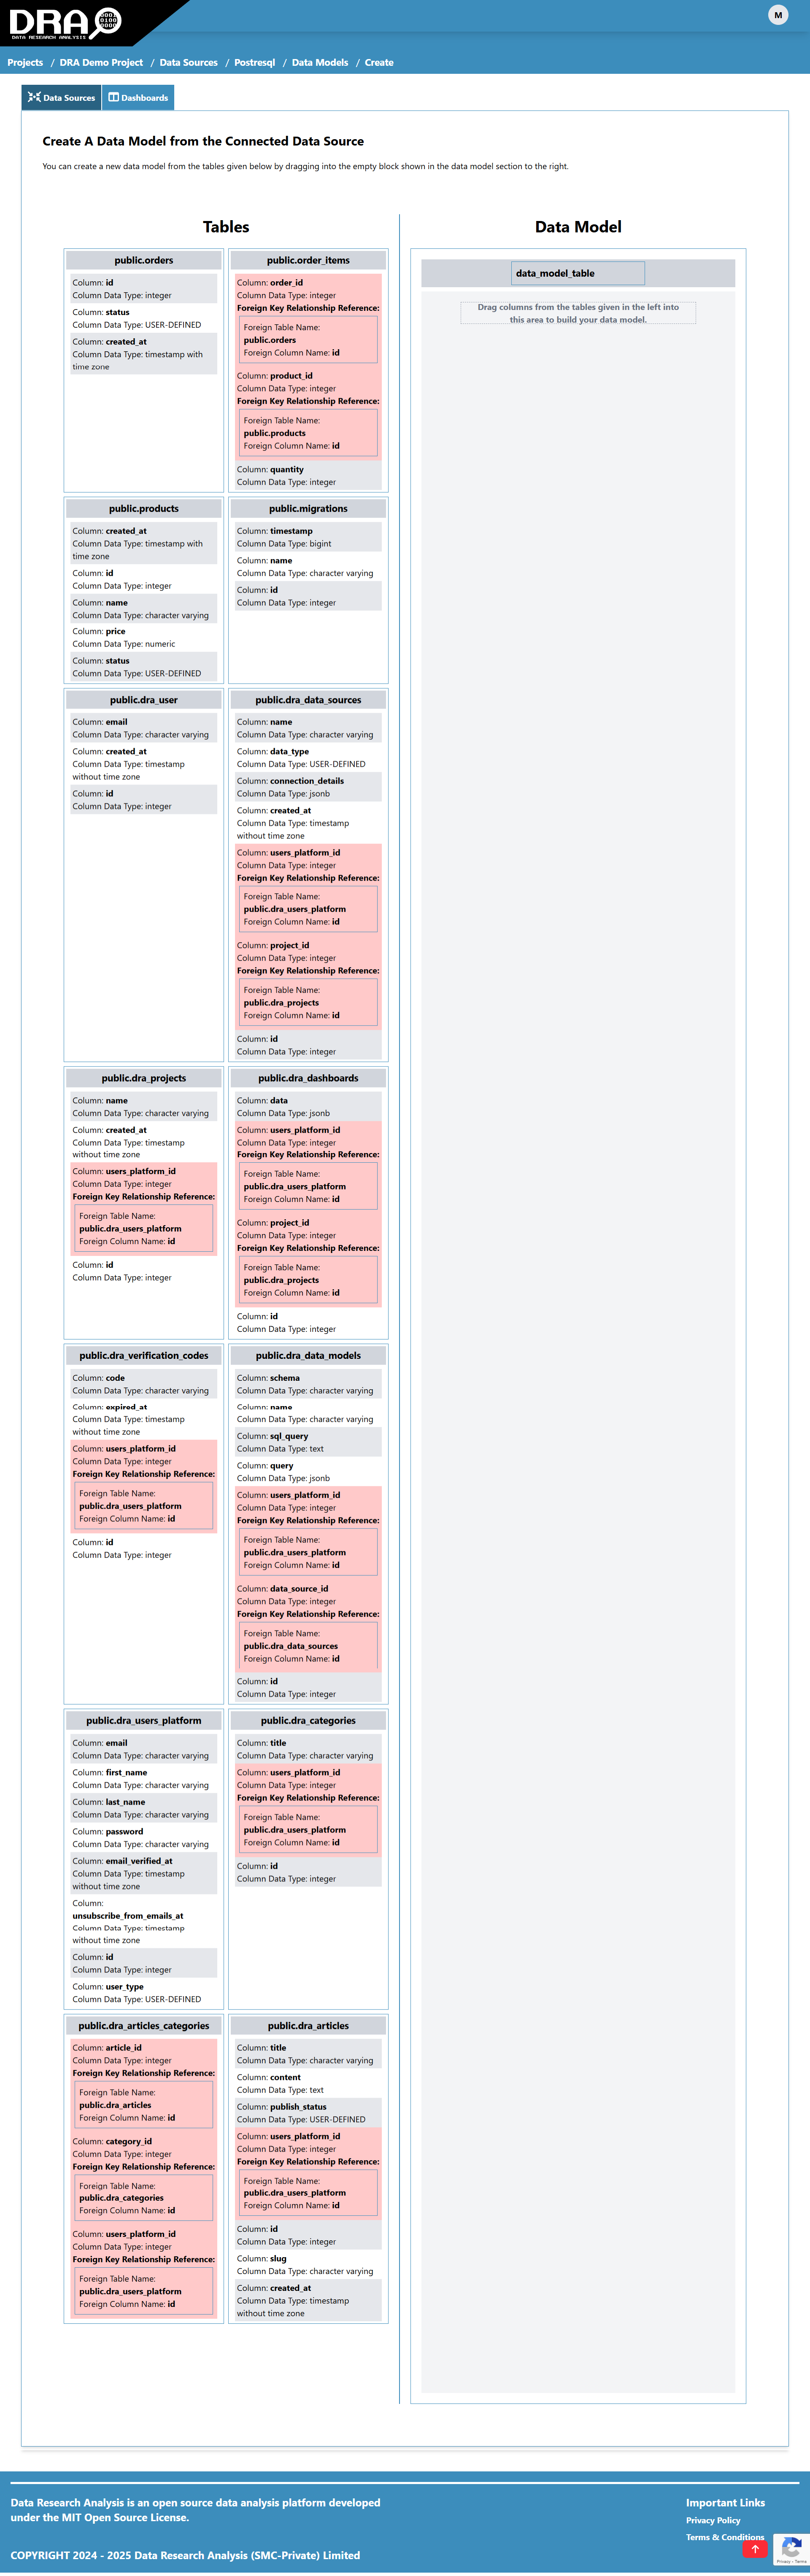 DRA
DATA RESEARCH ANALYSIS
M
Projects / DRA Demo Project / Data Sources / Postresql / Data Models / Create
Data Sources
Dashboards
Create A Data Model from the Connected Data Source
You can create a new data model from the tables given below by dragging into the empty block shown in the data model section to the right.
Tables
public.orders
Column: id
Column Data Type: integer
Column: status
Column Data Type: USER-DEFINED
Column: created_at
Column Data Type: timestamp with
time zone
public.order_items
Column: order_id
Column Data Type: integer
Foreign Key Relationship Reference:
Foreign Table Name:
public.orders
Foreign Column Name: id
Column: product_id
Column Data Type: integer
Foreign Key Relationship Reference:
Foreign Table Name:
public.products
Foreign Column Name: id
Column: quantity
Column Data Type: integer
public.products
Column: created_at
Column Data Type: timestamp with
time zone
Column: id
Column Data Type: integer
Column: name
Column Data Type: character varying
Column: price
Column Data Type: numeric
Column: status
Column Data Type: USER-DEFINED
public.migrations
Column: timestamp
Column Data Type: bigint
Column: name
Column Data Type: character varying
Column: id
Column Data Type: integer
public.dra_user
Column: email
Column Data Type: character varying
Column: created_at
Column Data Type: timestamp
without time zone
Column: id
Column Data Type: integer
public.dra_data_sources
Column: name
Column Data Type: character varying
Column: data_type
Column Data Type: USER-DEFINED
Column: connection_details
Column Data Type: jsonb
Column: created_at
Column Data Type: timestamp
without time zone
Column: users_platform_id
Column Data Type: integer
Foreign Key Relationship Reference:
Foreign Table Name:
public.dra_users_platform
Foreign Column Name: id
Column: project_id
Column Data Type: integer
Foreign Key Relationship Reference:
Foreign Table Name:
public.dra_projects
Foreign Column Name: id
Column: id
Column Data Type: integer
public.dra_projects
Column: name
Column Data Type: character varying
Column: created_at
Column Data Type: timestamp
without time zone
Column: users_platform_id
Column Data Type: integer
Foreign Key Relationship Reference:
Foreign Table Name:
public.dra_users_platform
Foreign Column Name: id
Column: id
Column Data Type: integer
public.dra_dashboards
Column: data
Column Data Type: jsonb
Column: users_platform_id
Column Data Type: integer
Foreign Key Relationship Reference:
Foreign Table Name:
public.dra_users_platform
Foreign Column Name: id
Column: project_id
Column Data Type: integer
Foreign Key Relationship Reference:
Foreign Table Name:
public.dra_projects
Foreign Column Name: id
Column: id
Column Data Type: integer
public.dra_verification_codes
Column: code
Column Data Type: character varying
Column: expired_at
Column Data Type: timestamp
without time zone
Column: users_platform_id
Column Data Type: integer
Foreign Key Relationship Reference:
Foreign Table Name:
public.dra_users_platform
Foreign Column Name: id
Column: id
Column Data Type: integer
public.dra_data_models
Column: schema
Column Data Type: character varying
Column: name
Column Data Type: character varying
Column: sql_query
Column Data Type: text
Column: query
Column Data Type: jsonb
Column: users_platform_id
Column Data Type: integer
Foreign Key Relationship Reference:
Foreign Table Name:
public.dra_users_platform
Foreign Column Name: id
Column: data_source_id
Column Data Type: integer
Foreign Key Relationship Reference:
Foreign Table Name:
public.dra_data_sources
Foreign Column Name: id
Column: id
Column Data Type: integer
public.dra_users_platform
Column: email
Column Data Type: character varying
Column: first_name
Column Data Type: character varying
Column: last_name
Column Data Type: character varying
Column: password
Column Data Type: character varying
Column: email_verified_at
Column Data Type: timestamp
without time zone
Column:
unsubscribe_from_emails_at
Column Data Type: timestamp
without time zone
Column: id
Column Data Type: integer
Column: user_type
Column Data Type: USER-DEFINED
public.dra_categories
Column: title
Column Data Type: character varying
Column: users_platform_id
Column Data Type: integer
Foreign Key Relationship Reference:
Foreign Table Name:
public.dra_users_platform
Foreign Column Name: id
Column: id
Column Data Type: integer
public.dra_articles_categories
Column: article_id
Column Data Type: integer
Foreign Key Relationship Reference:
Foreign Table Name:
public.dra_articles
Foreign Column Name: id
Column: category_id
Column Data Type: integer
Foreign Key Relationship Reference:
Foreign Table Name:
public.dra_categories
Foreign Column Name: id
Column: users_platform_id
Column Data Type: integer
Foreign Key Relationship Reference:
Foreign Table Name:
public.dra_users_platform
Foreign Column Name: id
public.dra_articles
Column: title
Column Data Type: character varying
Column: content
Column Data Type: text
Column: publish_status
Column Data Type: USER-DEFINED
Column: users_platform_id
Column Data Type: integer
Foreign Key Relationship Reference:
Foreign Table Name:
public.dra_users_platform
Foreign Column Name: id
Column: id
Column Data Type: integer
Column: slug
Column Data Type: character varying
Column: created_at
Column Data Type: timestamp
without time zone
Data Model
data_model_table
Drag columns from the tables given in the left into
this area to build your data model.
Data Research Analysis is an open source data analysis platform developed
under the MIT Open Source License.
COPYRIGHT 2024 - 2025 Data Research Analysis (SMC-Private) Limited
Important Links
Privacy Policy
Terms & Conditions
Privacy - Terms